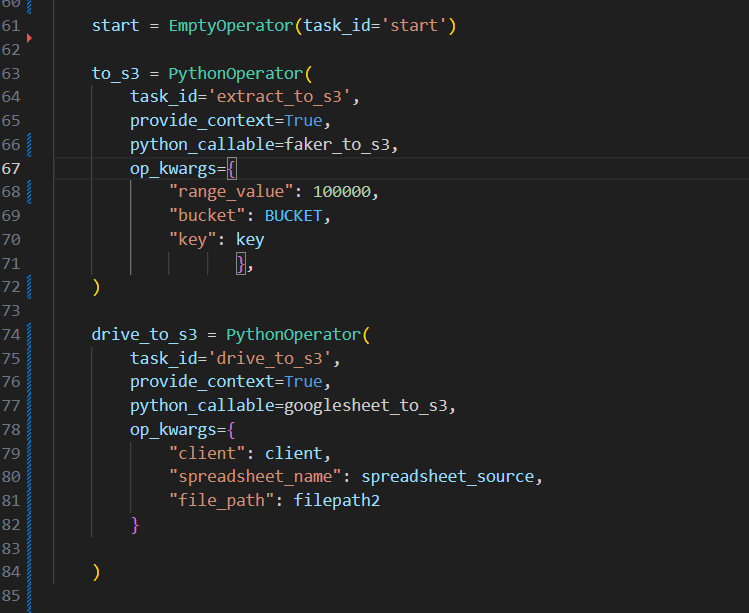 60
61 start = EmptyOperator(task_id='start')
62
63 to_s3 = PythonOperator(
64 task_id='extract_to_s3',
65 provide_context=True,
66 python_callable=faker_to_s3,
67 op_kwargs={
68 "range_value": 100000,
69 "bucket": BUCKET,
70 "key": key
71 },
72 )
73
74 drive_to_s3 = PythonOperator(
75 task_id='drive_to_s3',
76 provide_context=True,
77 python_callable=googlesheet_to_s3,
78 op_kwargs={
79 "client": client,
80 "spreadsheet_name": spreadsheet_source,
81 "file_path": filepath2
82 }
83
84 )
85